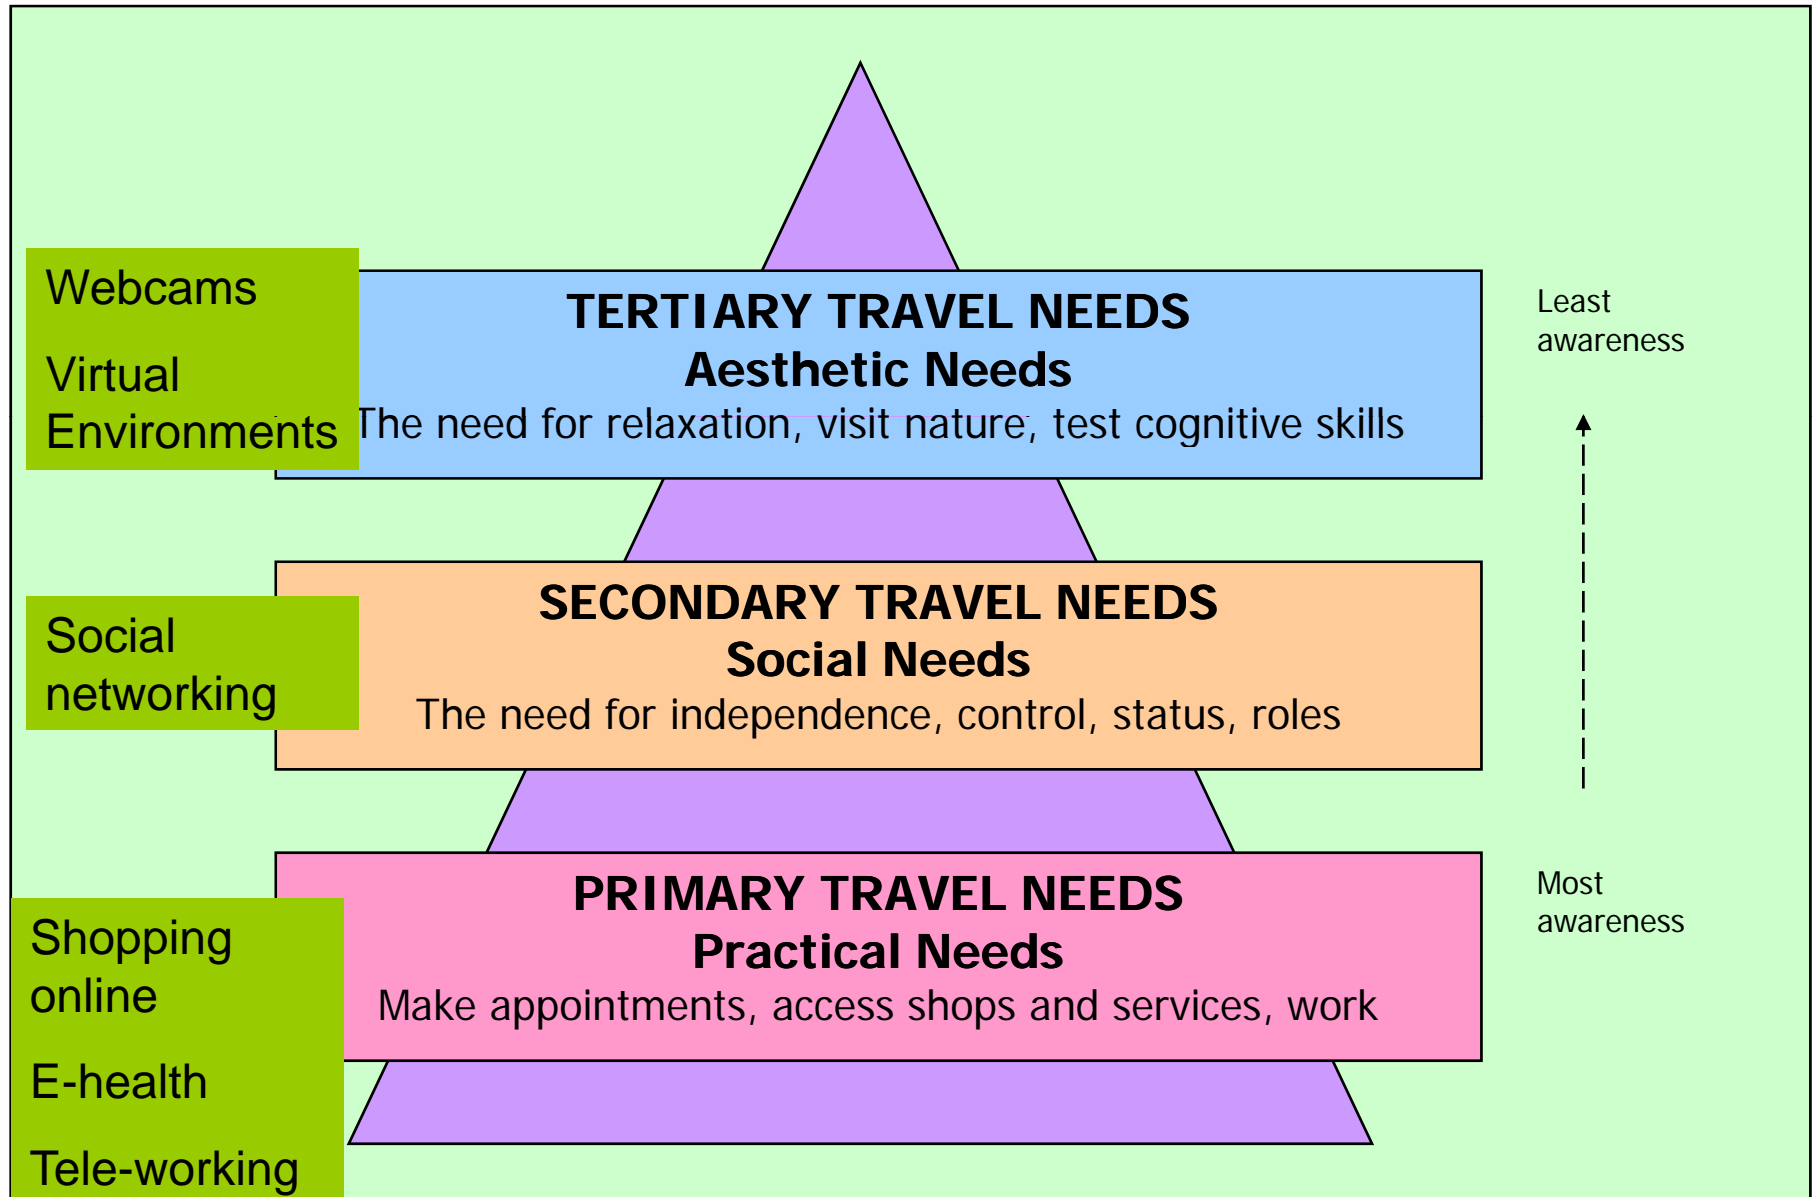 Webcams
Virtual
Environments
TERTIARY TRAVEL NEEDS
Aesthetic Needs
The need for relaxation, visit nature, test cognitive skills
Least
awareness
Social
networking
SECONDARY TRAVEL NEEDS
Social Needs
The need for independence, control, status, roles
Shopping
online
E-health
Tele-working
PRIMARY TRAVEL NEEDS
Practical Needs
Make appointments, access shops and services, work
Most
awareness